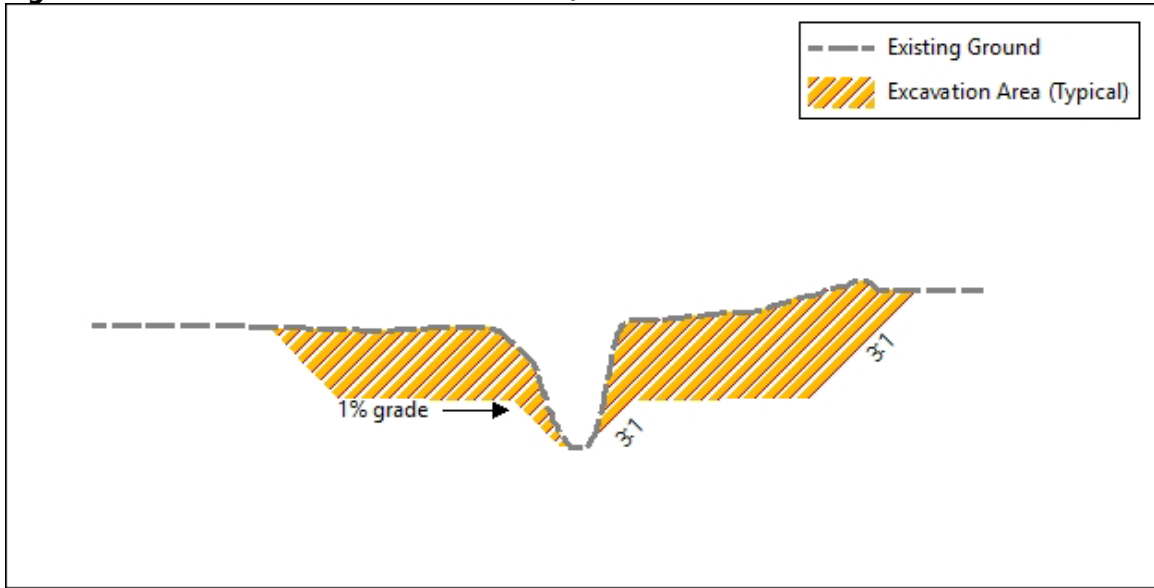 Existing Ground
Excavation Area (Typical)
3:1
1% grade
3:1